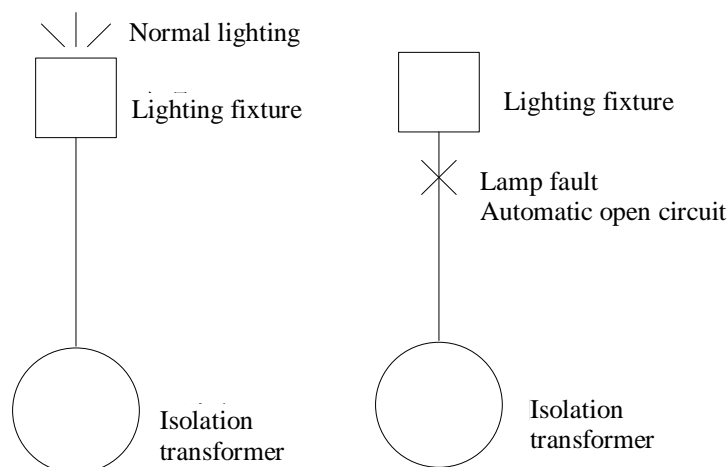 Normal lighting
Lighting fixture
Isolation
transformer
Lighting fixture
Lamp fault
Automatic open circuit
Isolation
transformer